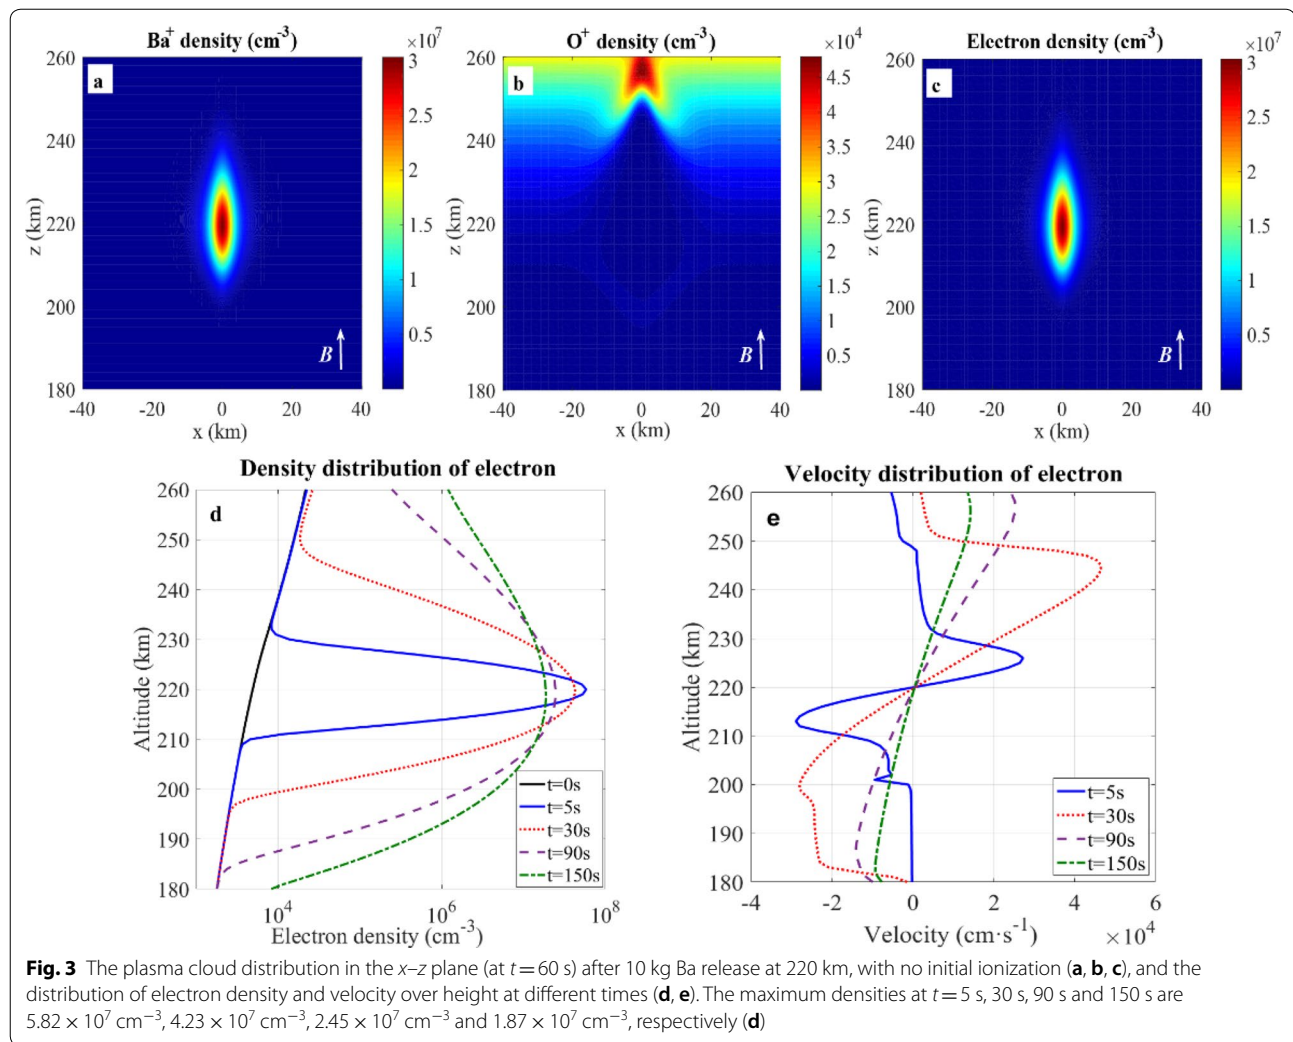 Ba+ density (cm-3)
×10^7
a
260
240
220
200
180
z (km)
-40 -20 0 20 40
x (km)
B
3
2.5
2
1.5
1
0.5
O+ density (cm-3)
×10^4
b
260
240
220
200
180
z (km)
-40 -20 0 20 40
x (km)
B
4.5
4
3.5
3
2.5
2
1.5
1
0.5
Electron density (cm-3)
×10^7
c
260
240
220
200
180
z (km)
-40 -20 0 20 40
x (km)
B
3
2.5
2
1.5
1
0.5
Density distribution of electron
d
260
250
240
230
220
210
200
190
180
Altitude (km)
t=0s
t=5s
t=30s
t=90s
t=150s
10^4 10^6 10^8
Electron density (cm-3)
Velocity distribution of electron
e
260
250
240
230
220
210
200
190
180
Altitude (km)
t=5s
t=30s
t=90s
t=150s
-4 -2 0 2 4 6
Velocity (cm·s-1) ×10^4
Fig. 3 The plasma cloud distribution in the x–z plane (at t = 60 s) after 10 kg Ba release at 220 km, with no initial ionization (a, b, c), and the
distribution of electron density and velocity over height at different times (d, e). The maximum densities at t = 5 s, 30 s, 90 s and 150 s are
5.82 × 10^7 cm−3, 4.23 × 10^7 cm−3, 2.45 × 10^7 cm−3 and 1.87 × 10^7 cm−3, respectively (d)